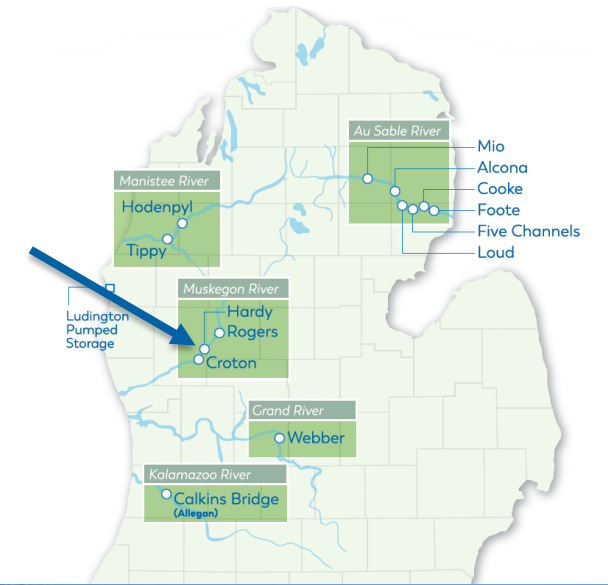 Au Sable River
Mio
Alcona
Cooke
Foote
Five Channels
Loud
Manistee River
Hodenpyl
Tippy
Ludington
Pumped
Storage
Muskegon River
Hardy
Rogers
Croton
Grand River
Webber
Kalamazoo River
Calkins Bridge
(Allegan)